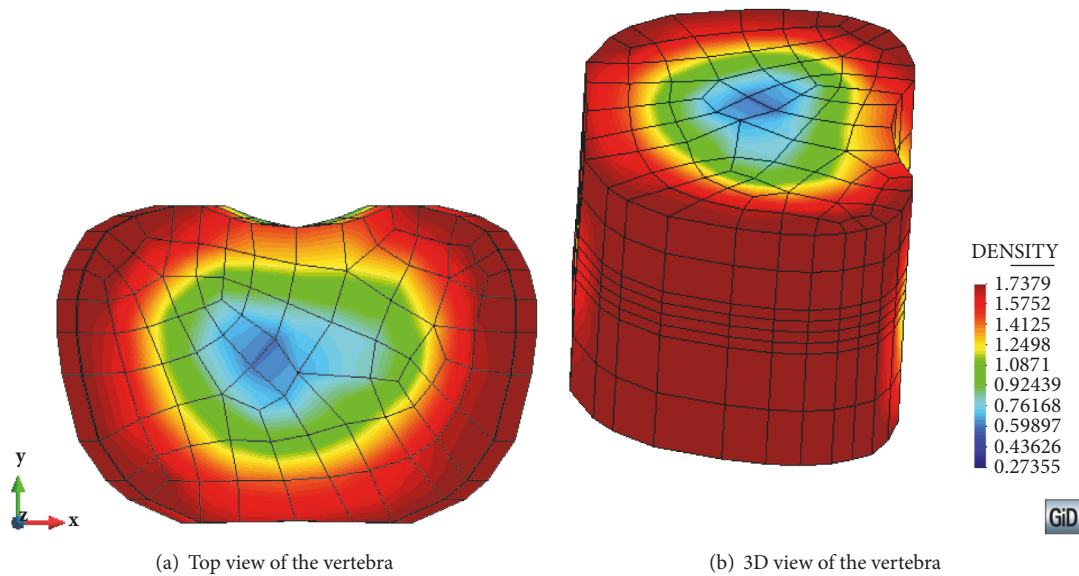 y
z
x
DENSITY
1.7379
1.5752
1.4125
1.2498
1.0871
0.92439
0.76168
0.59897
0.43626
0.27355
GiD
(a) Top view of the vertebra
(b) 3D view of the vertebra